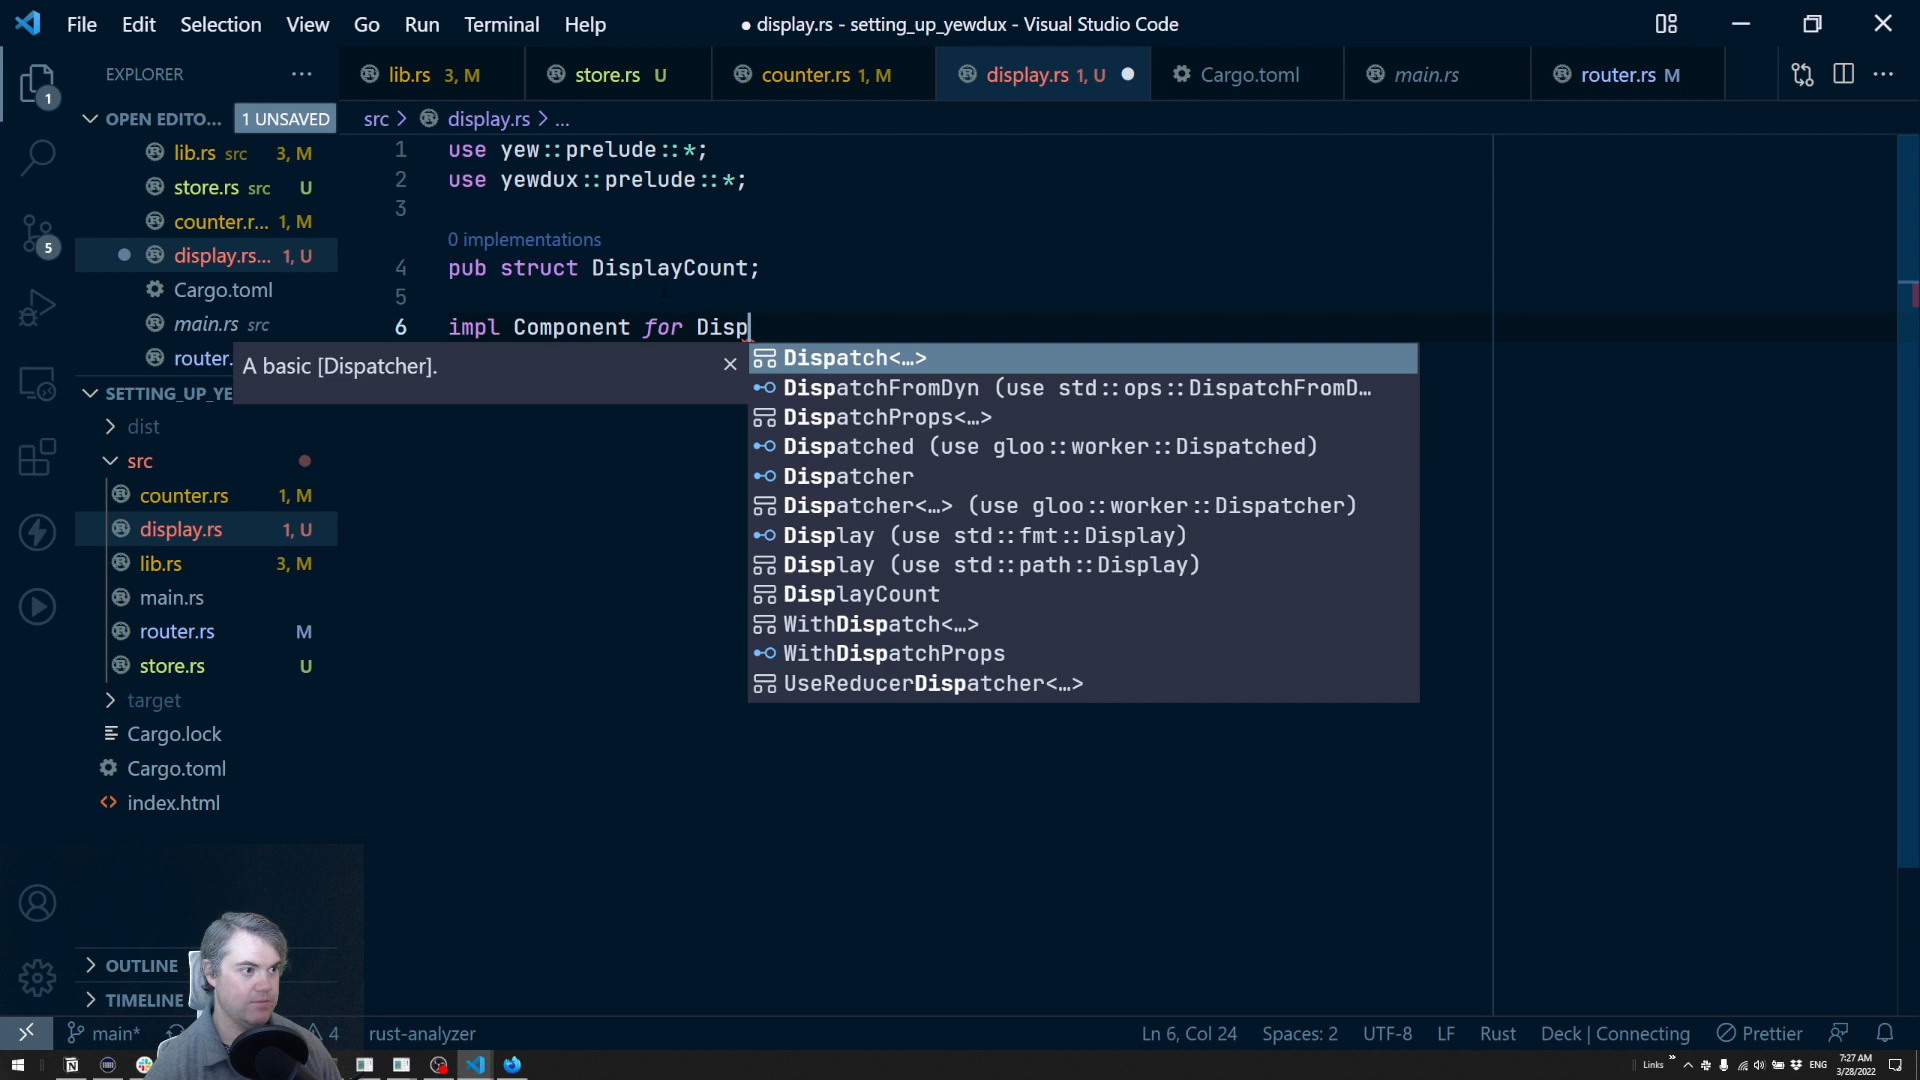 File Edit Selection View Go Run Terminal Help
● display.rs - setting_up_yewdux - Visual Studio Code
EXPLORER
lib.rs 3, M
store.rs U
counter.rs 1, M
display.rs 1, U
Cargo.toml
main.rs
router.rs M
OPEN EDITO... 1 UNSAVED
src > display.rs > ...
lib.rs src 3, M
store.rs src U
counter.r... 1, M
display.rs... 1, U
Cargo.toml
main.rs src
router.
1 use yew::prelude::*;
2 use yewdux::prelude::*;
3
0 implementations
4 pub struct DisplayCount;
5
6 impl Component for Disp
A basic [Dispatcher].
Dispatch<…>
DispatchFromDyn (use std::ops::DispatchFromD…
DispatchProps<…>
Dispatched (use gloo::worker::Dispatched)
Dispatcher
Dispatcher<…> (use gloo::worker::Dispatcher)
Display (use std::fmt::Display)
Display (use std::path::Display)
DisplayCount
WithDispatch<…>
WithDispatchProps
UseReducerDispatcher<…>
SETTING_UP_YE
dist
src
counter.rs 1, M
display.rs 1, U
lib.rs 3, M
main.rs
router.rs M
store.rs U
target
Cargo.lock
Cargo.toml
index.html
1
5
OUTLINE
TIMELINE
main* 4 rust-analyzer
Ln 6, Col 24 Spaces: 2 UTF-8 LF Rust Deck | Connecting Prettier
Links ENG 7:27 AM
3/28/2022